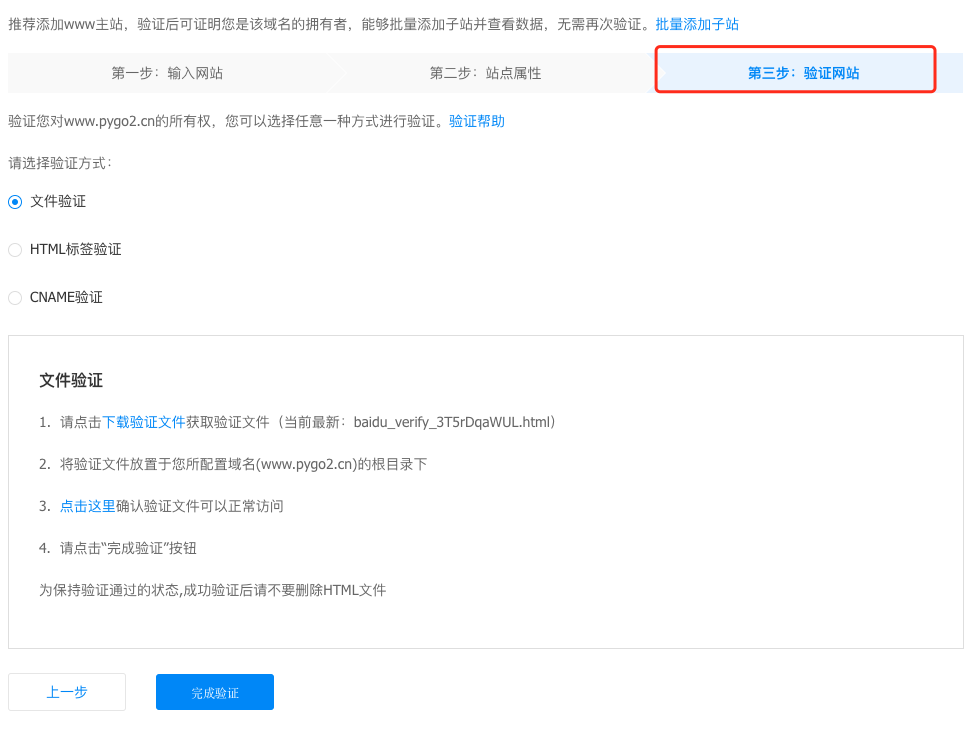 推荐添加www主站，验证后可证明您是该域名的拥有者，能够批量添加子站并查看数据，无需再次验证。批量添加子站
第一步：输入网站 第二步：站点属性 第三步：验证网站
验证您对www.pygo2.cn的所有权，您可以选择任意一种方式进行验证。验证帮助
请选择验证方式：
文件验证
HTML标签验证
CNAME验证
文件验证
1. 请点击下载验证文件获取验证文件（当前最新：baidu_verify_3T5rDqaWUL.html）
2. 将验证文件放置于您所配置域名(www.pygo2.cn)的根目录下
3. 点击这里确认验证文件可以正常访问
4. 请点击“完成验证”按钮
为保持验证通过的状态,成功验证后请不要删除HTML文件
上一步 完成验证